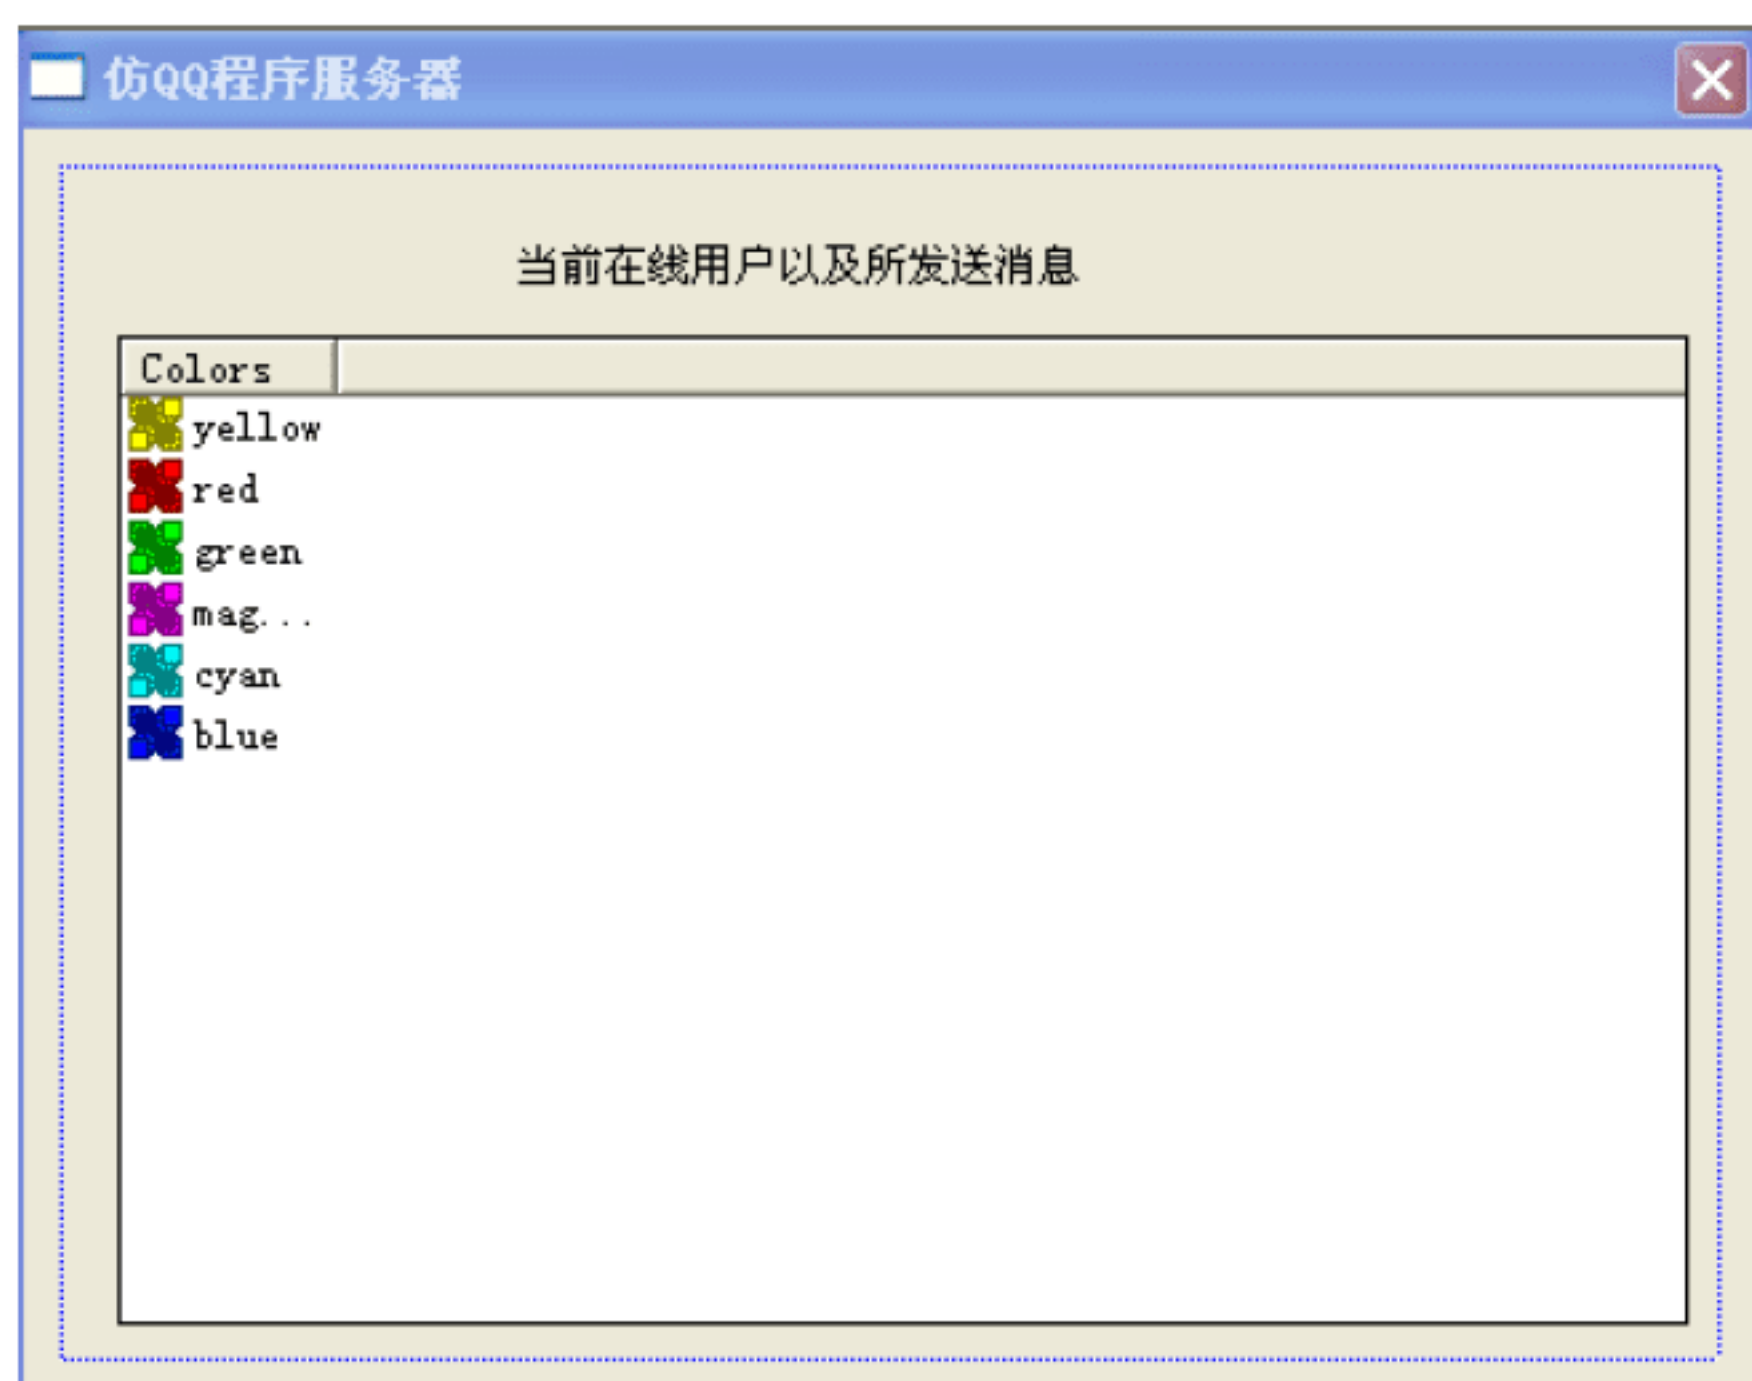 仿QQ程序服务器
当前在线用户以及所发送消息
Colors
yellow
red
green
mag...
cyan
blue